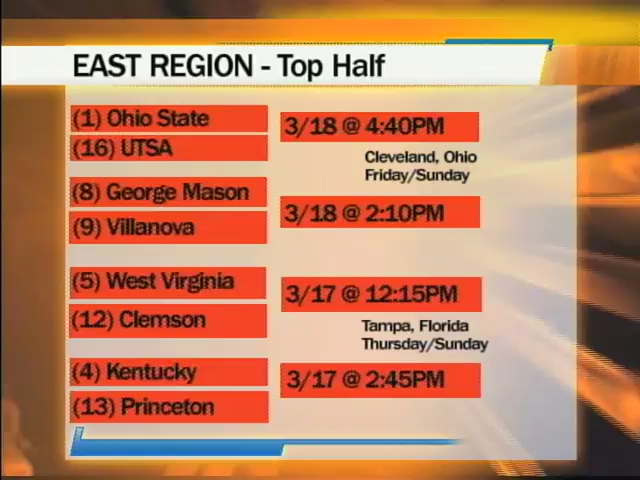 EAST REGION - Top Half
(1) Ohio State
(16) UTSA
3/18 @ 4:40PM
Cleveland, Ohio
Friday/Sunday
(8) George Mason
(9) Villanova
3/18 @ 2:10PM
(5) West Virginia
(12) Clemson
3/17 @ 12:15PM
Tampa, Florida
Thursday/Sunday
(4) Kentucky
(13) Princeton
3/17 @ 2:45PM